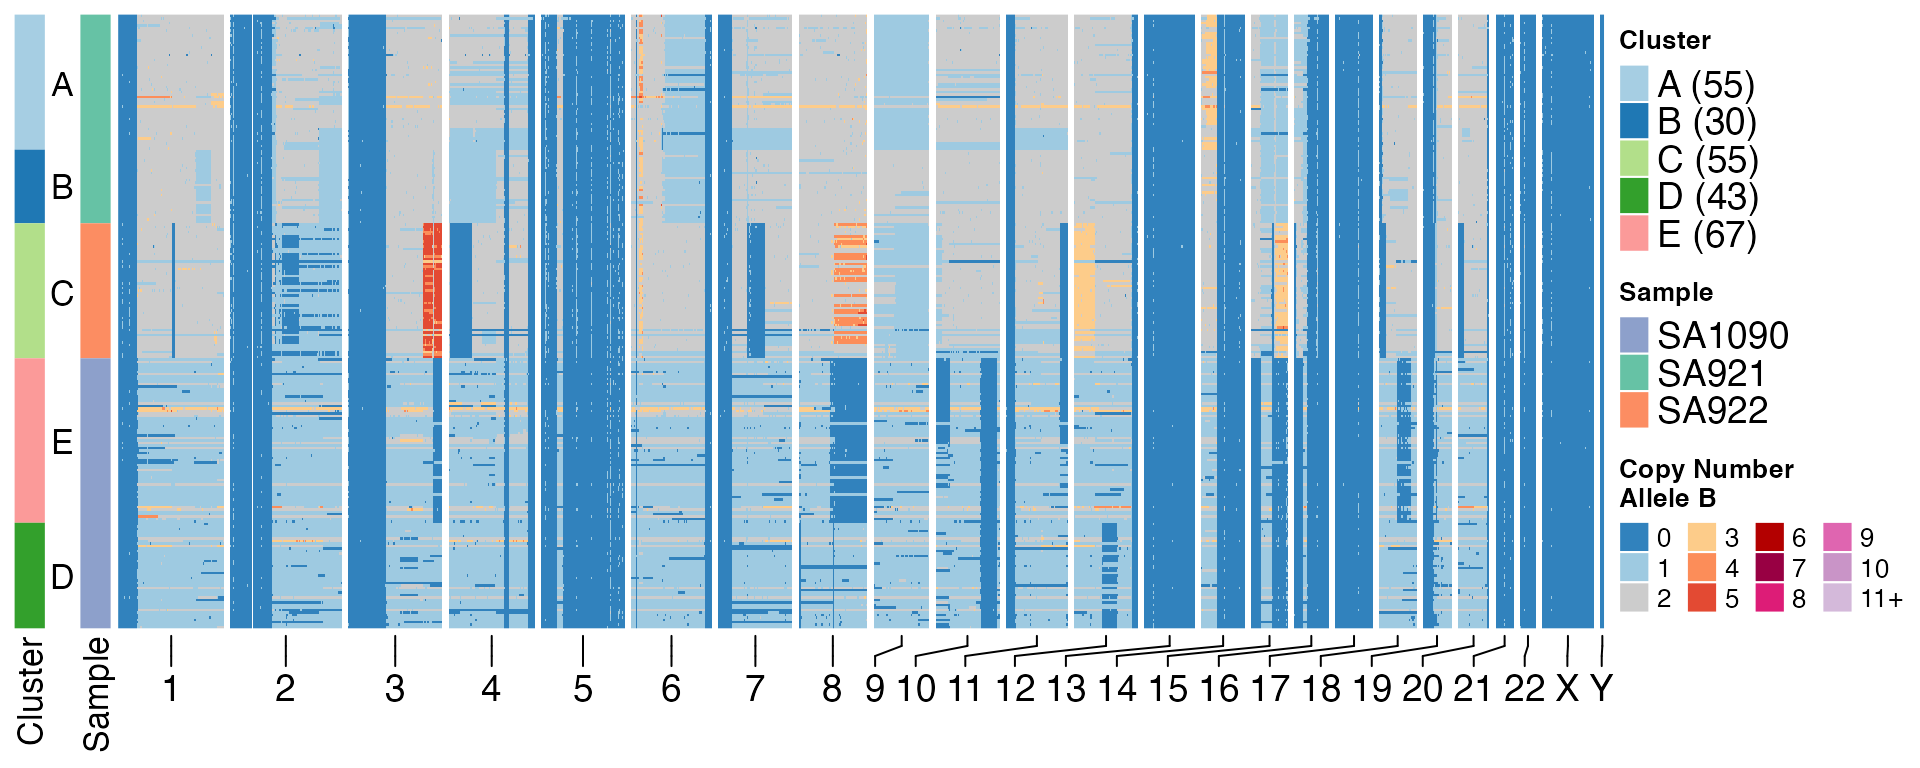 A
B
C
E
D
Cluster
Sample
1 2 3 4 5 6 7 8 9 10 11 12 13 14 15 16 17 18 19 20 21 22 X Y
Cluster
A (55)
B (30)
C (55)
D (43)
E (67)
Sample
SA1090
SA921
SA922
Copy Number
Allele B
0 3 6 9
1 4 7 10
2 5 8 11+